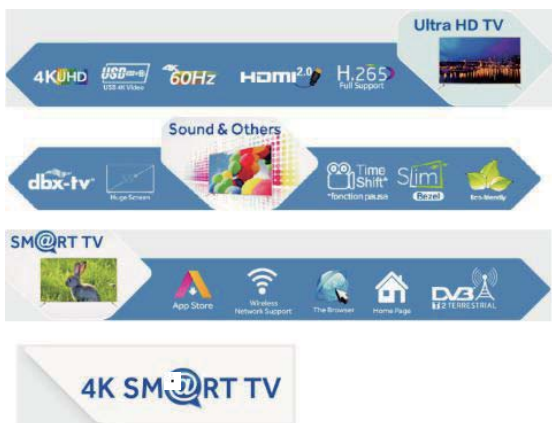 Ultra HD TV
4KUHD
USB
USB 4K Video
4K
60Hz
HDMI 2.0
H.265
Full Support
Sound & Others
dbx-tv
Huge Screen
Time
Shift*
*fonction pause
Slim
Bezel
Eco-friendly
SM@RT TV
App Store
Wireless
Network Support
The Browser
Home Page
DVB
T2 TERRESTRIAL
4K SM@RT TV